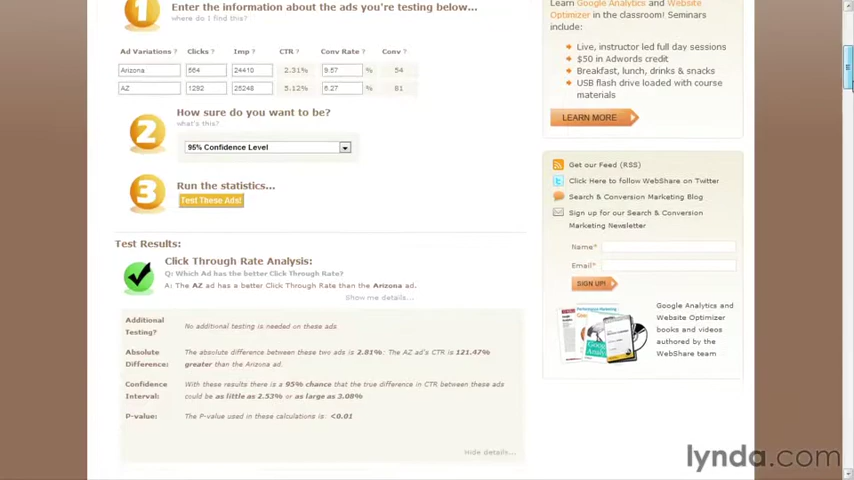 1
Enter the information about the ads you're testing below...
where do I find this?
Ad Variations ? Clicks ? Imp ? CTR ? Conv Rate ? Conv ?
Arizona 564 24410 2.31% 9.57 % 54
AZ 1292 25248 5.12% 6.27 % 81
2
How sure do you want to be?
what's this?
95% Confidence Level
3
Run the statistics...
Test These Ads!
Test Results:
Click Through Rate Analysis:
Q: Which Ad has the better Click Through Rate?
A: The AZ ad has a better Click Through Rate than the Arizona ad.
Show me details...
Additional Testing?
No additional testing is needed on these ads
Absolute Difference:
The absolute difference between these two ads is 2.81%: The AZ ad's CTR is 121.47%
greater than the Arizona ad.
Confidence Interval:
With these results there is a 95% chance that the true difference in CTR between these ads
could be as little as 2.53% or as large as 3.08%
P-value:
The P-value used in these calculations is: <0.01
Hide details...
Learn Google Analytics and Website
Optimizer in the classroom! Seminars
include:
Live, instructor led full day sessions
$50 in Adwords credit
Breakfast, lunch, drinks & snacks
USB flash drive loaded with course
materials
LEARN MORE
Get our Feed (RSS)
Click Here to follow WebShare on Twitter
Search & Conversion Marketing Blog
Sign up for our Search & Conversion
Marketing Newsletter
Name*
Email*
SIGN UP!
Google Analytics and
Website Optimizer
books and videos
authored by the
WebShare team
lynda.com